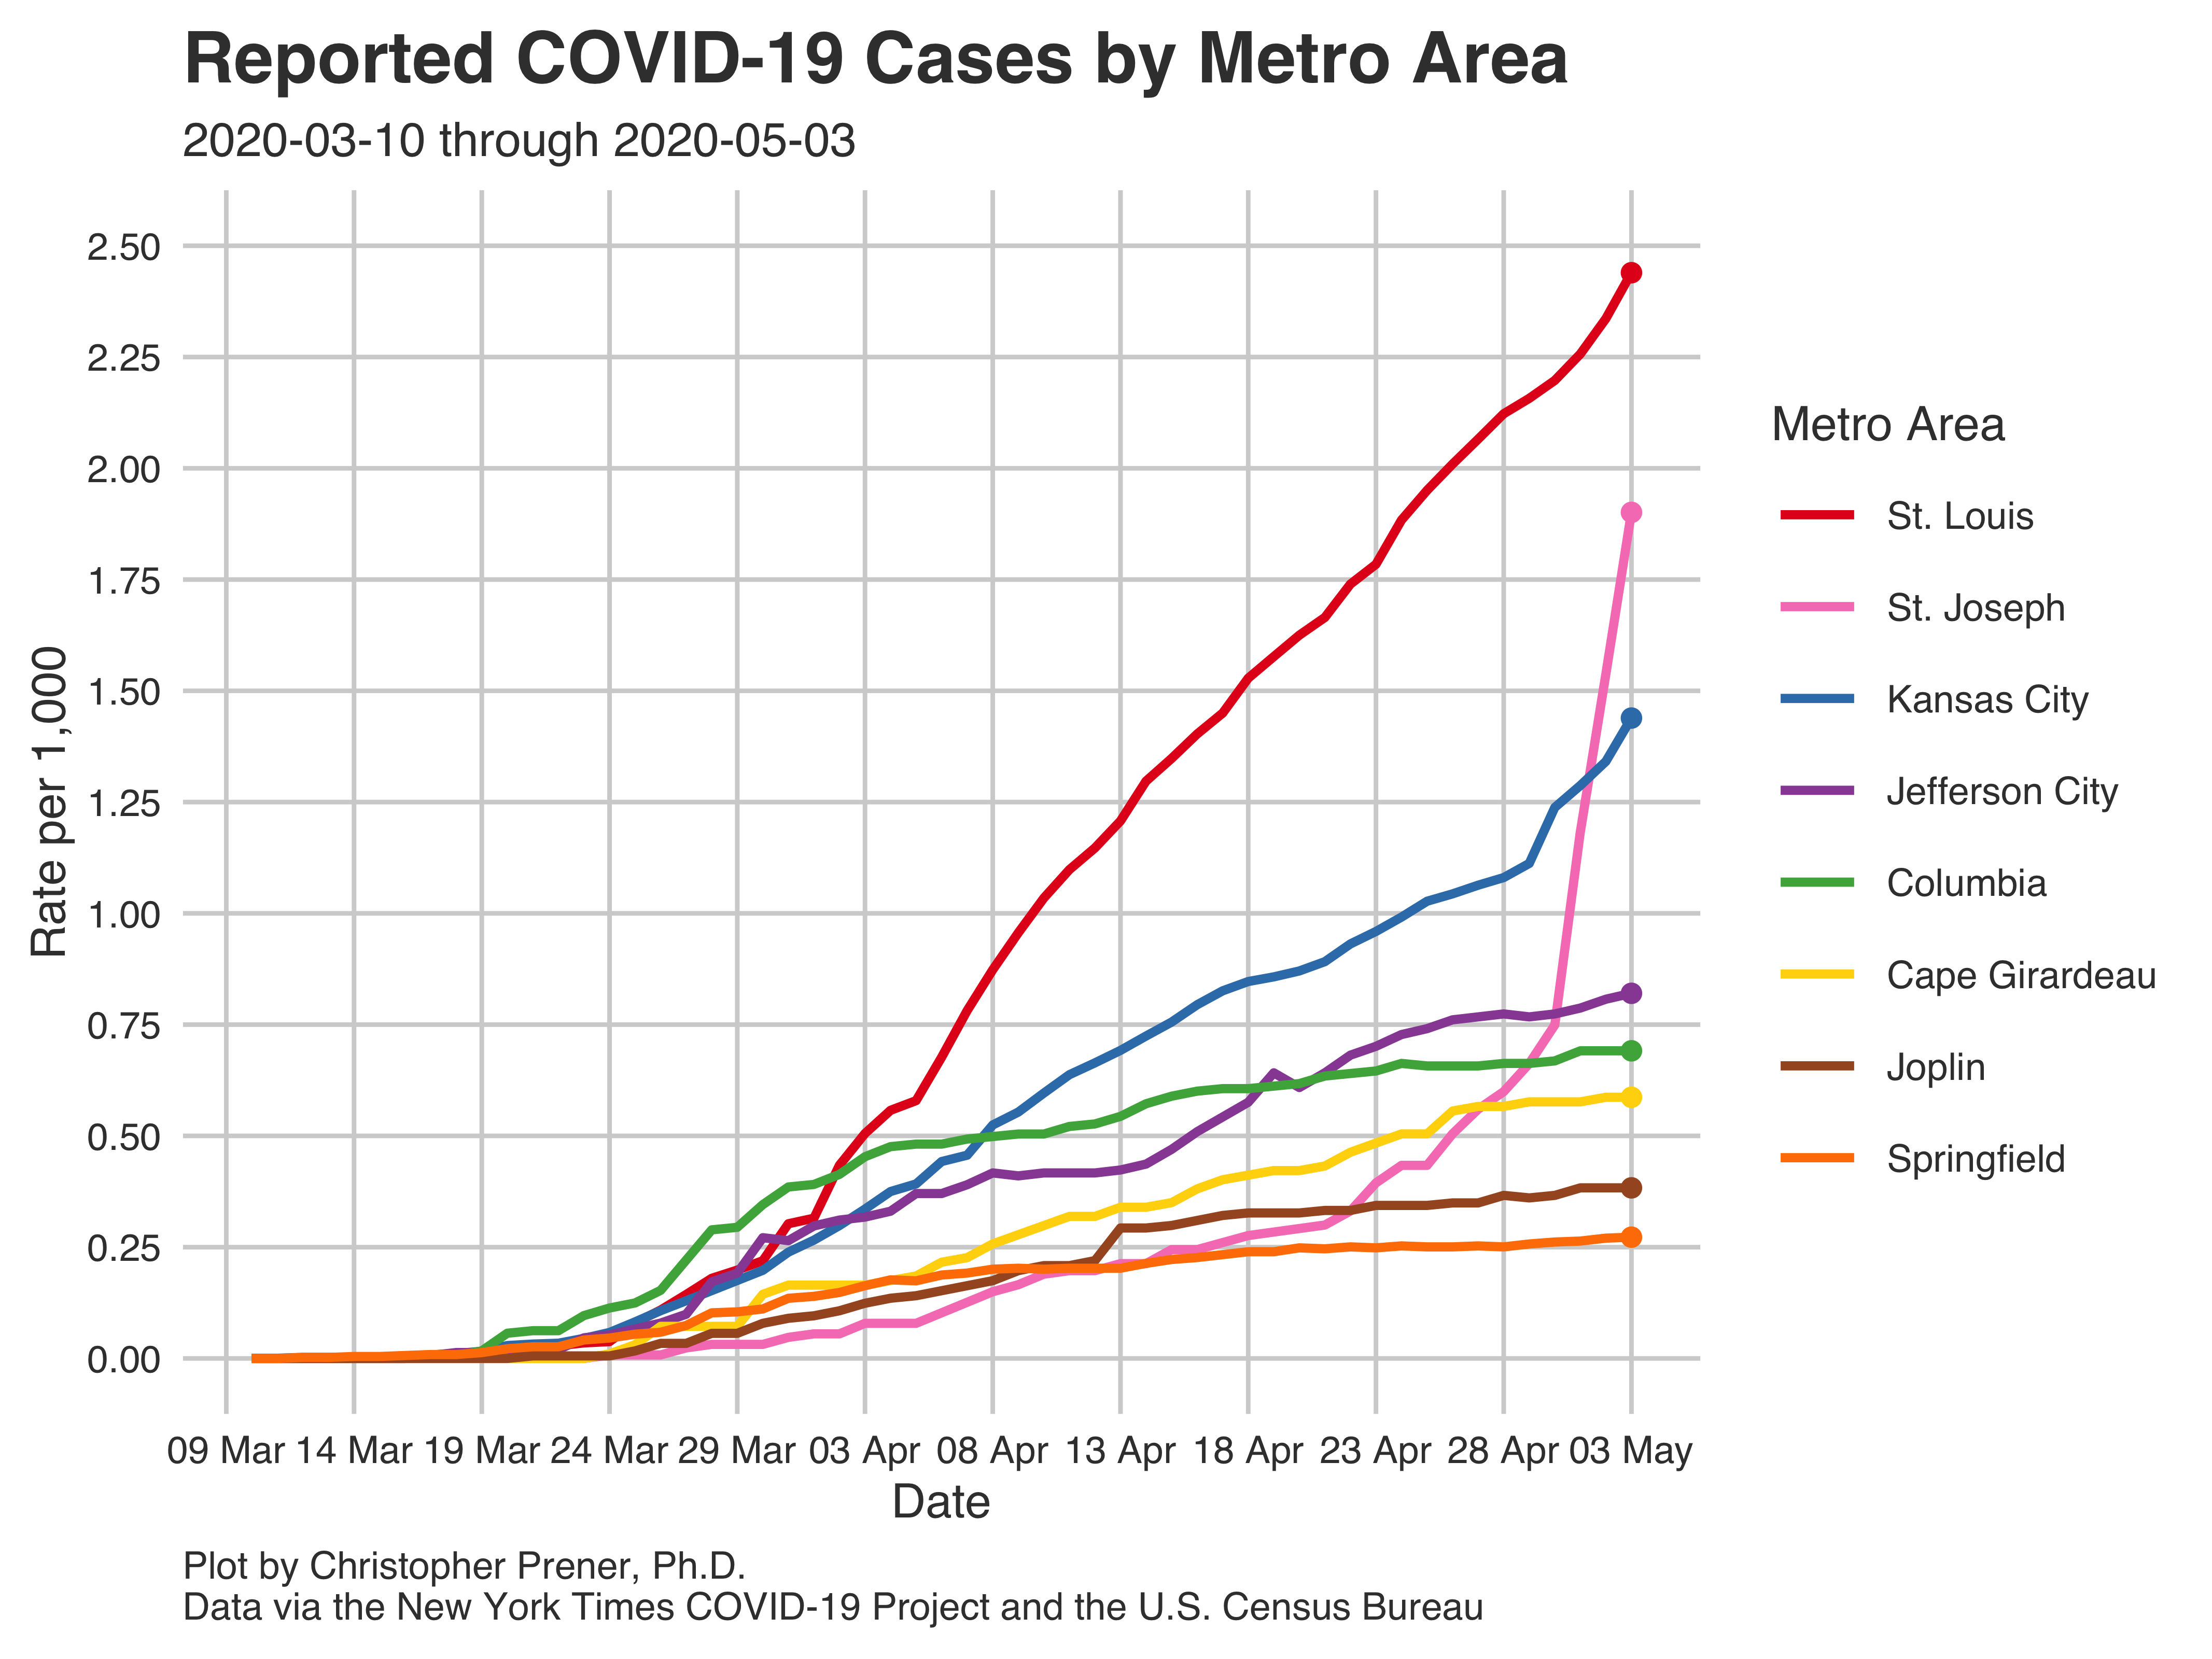 Reported COVID-19 Cases by Metro Area
2020-03-10 through 2020-05-03
2.50
2.25
2.00
1.75
1.50
1.25
1.00
0.75
0.50
0.25
0.00
Rate per 1,000
09 Mar 14 Mar 19 Mar 24 Mar 29 Mar 03 Apr 08 Apr 13 Apr 18 Apr 23 Apr 28 Apr 03 May
Date
Metro Area
St. Louis
St. Joseph
Kansas City
Jefferson City
Columbia
Cape Girardeau
Joplin
Springfield
Plot by Christopher Prener, Ph.D.
Data via the New York Times COVID-19 Project and the U.S. Census Bureau